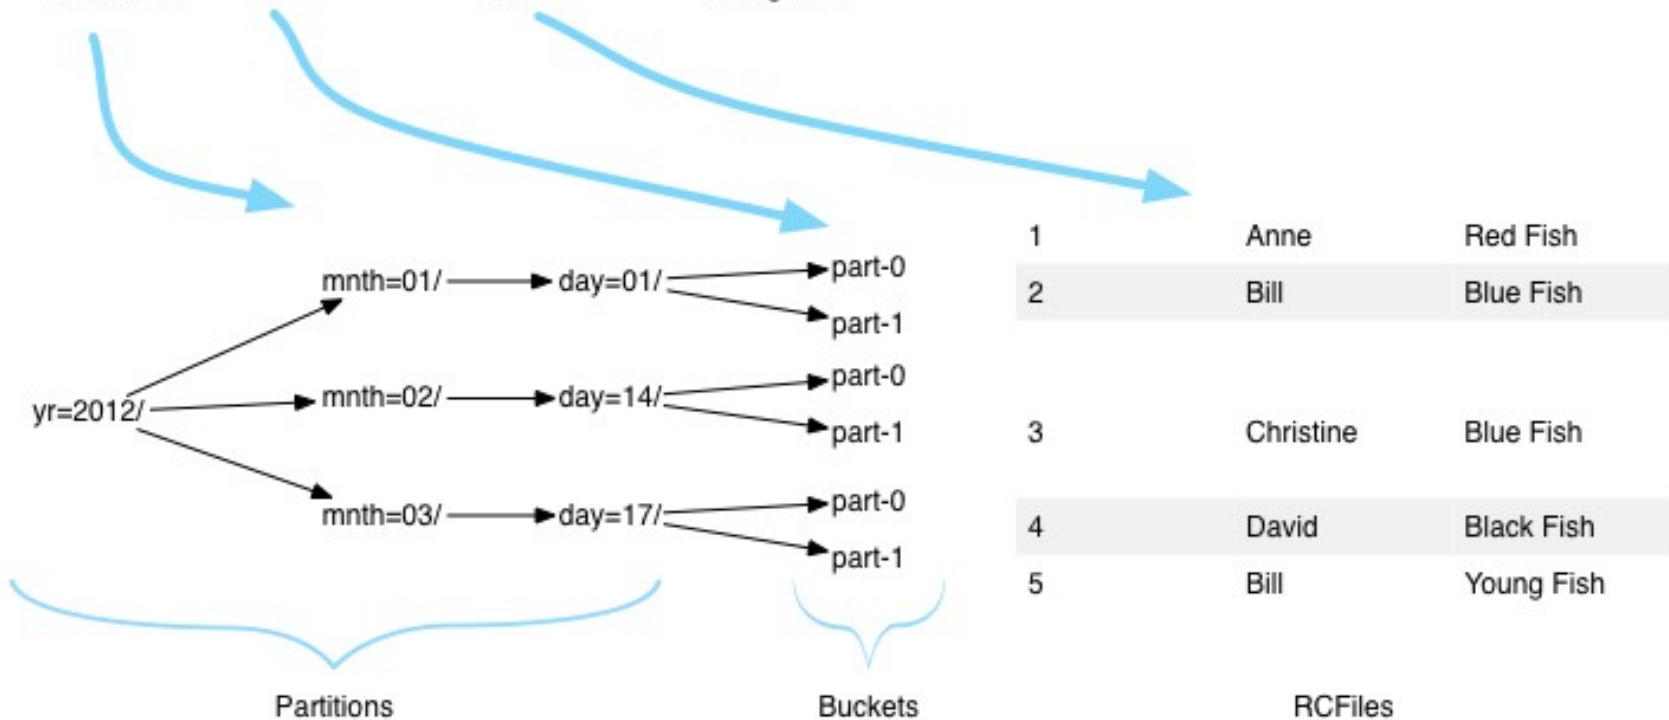 1 Anne Red Fish
part-0
mnth=01/ day=01/
2 Bill Blue Fish
part-1
part-0
mnth=02/ day=14/
yr=2012/
part-1
3 Christine Blue Fish
part-0
mnth=03/ day=17/
4 David Black Fish
part-1
5 Bill Young Fish
Partitions Buckets RCFiles